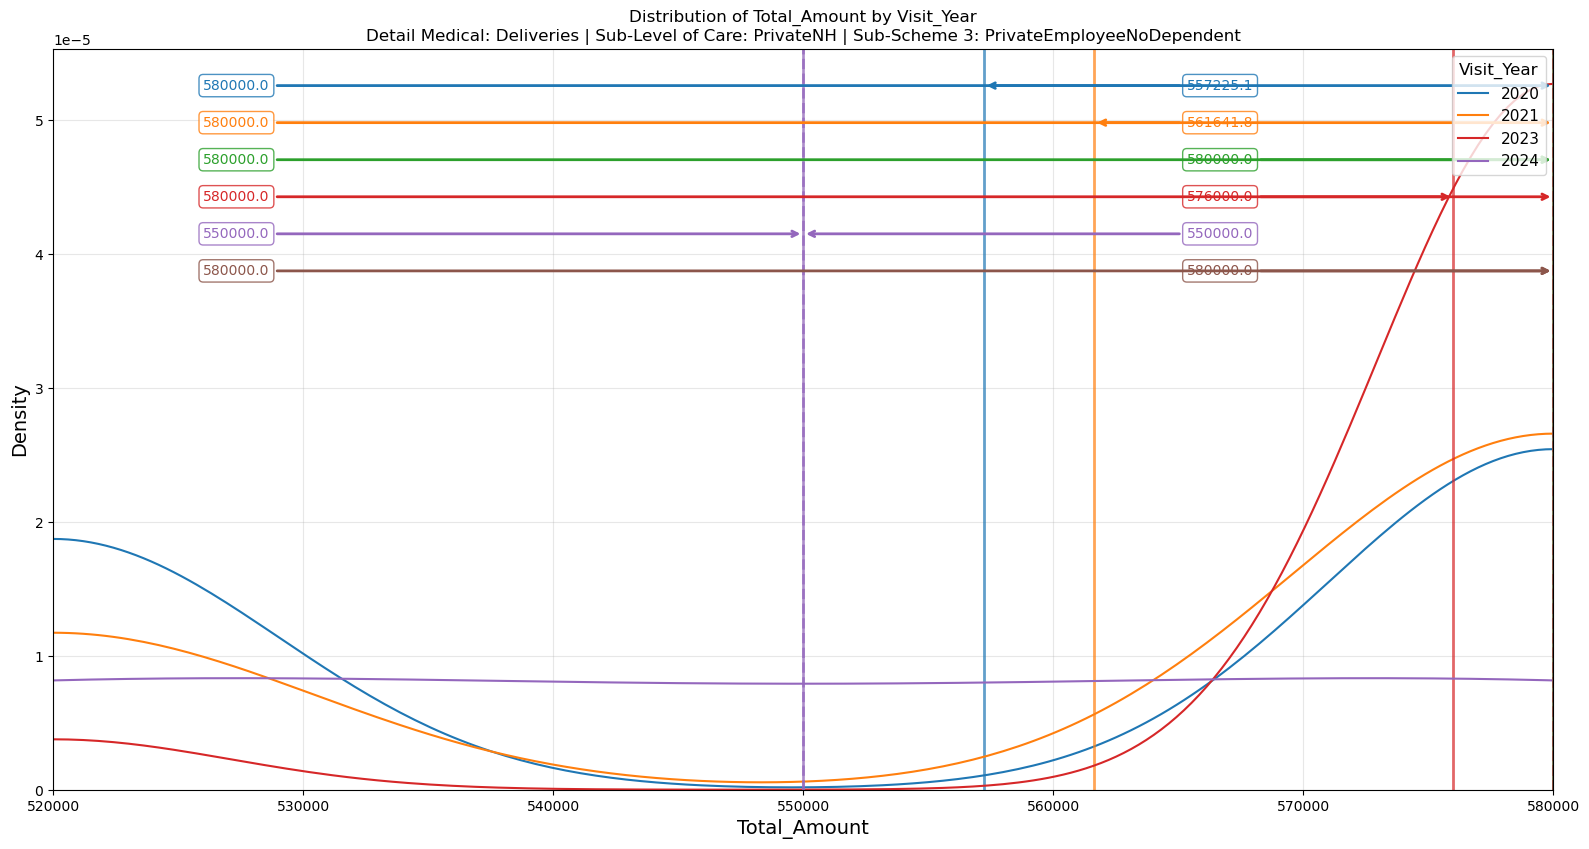 Distribution of Total_Amount by Visit_Year
Detail Medical: Deliveries | Sub-Level of Care: PrivateNH | Sub-Scheme 3: PrivateEmployeeNoDependent
1e−5
Visit_Year
2020
2021
2023
2024
580000.0 557225.1
580000.0 561641.8
580000.0 580000.0
580000.0 576000.0
550000.0 550000.0
580000.0 580000.0
5
4
3
2
1
0
Density
520000 530000 540000 550000 560000 570000 580000
Total_Amount